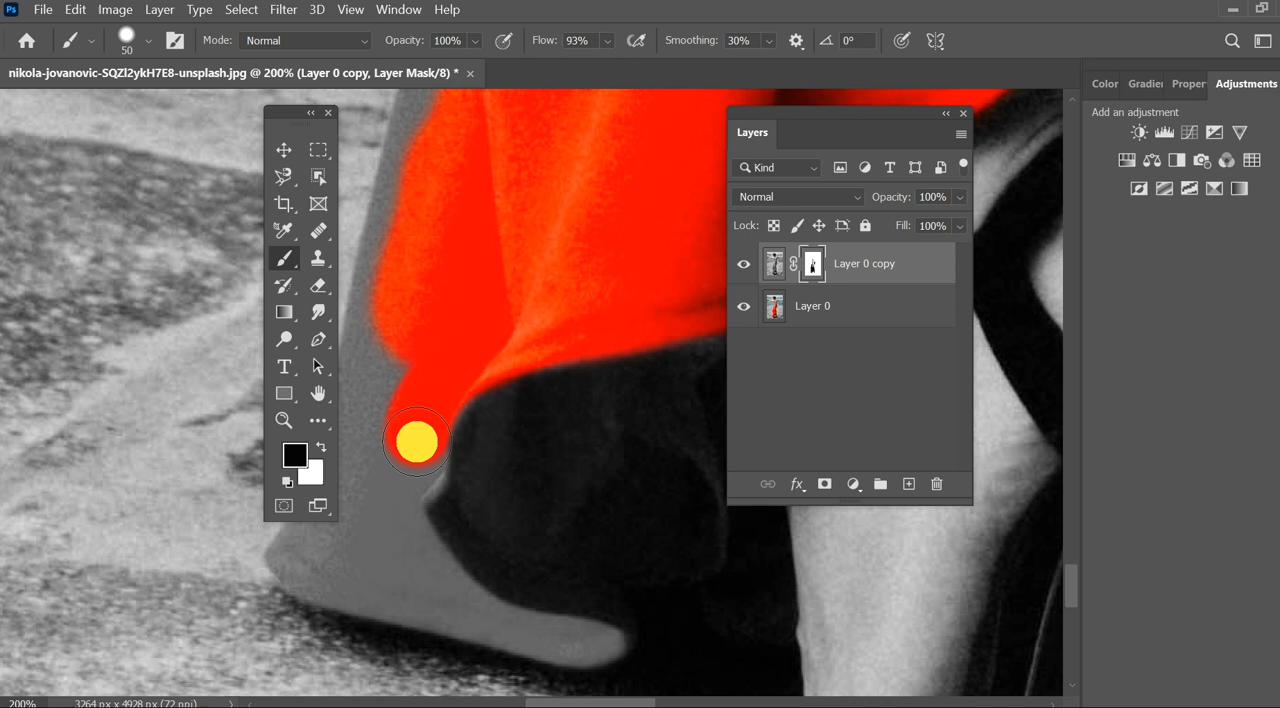 Ps File Edit Image Layer Type Select Filter 3D View Window Help
50 Mode: Normal Opacity: 100% Flow: 93% Smoothing: 30% 0°
nikola-jovanovic-SQZl2ykH7E8-unsplash.jpg @ 200% (Layer 0 copy, Layer Mask/8) *
Color Gradie Proper Adjustments
Add an adjustment
Layers
Kind
Normal Opacity: 100%
Lock: Fill: 100%
Layer 0 copy
Layer 0
200% 3264 px x 4928 px (72 ppi)